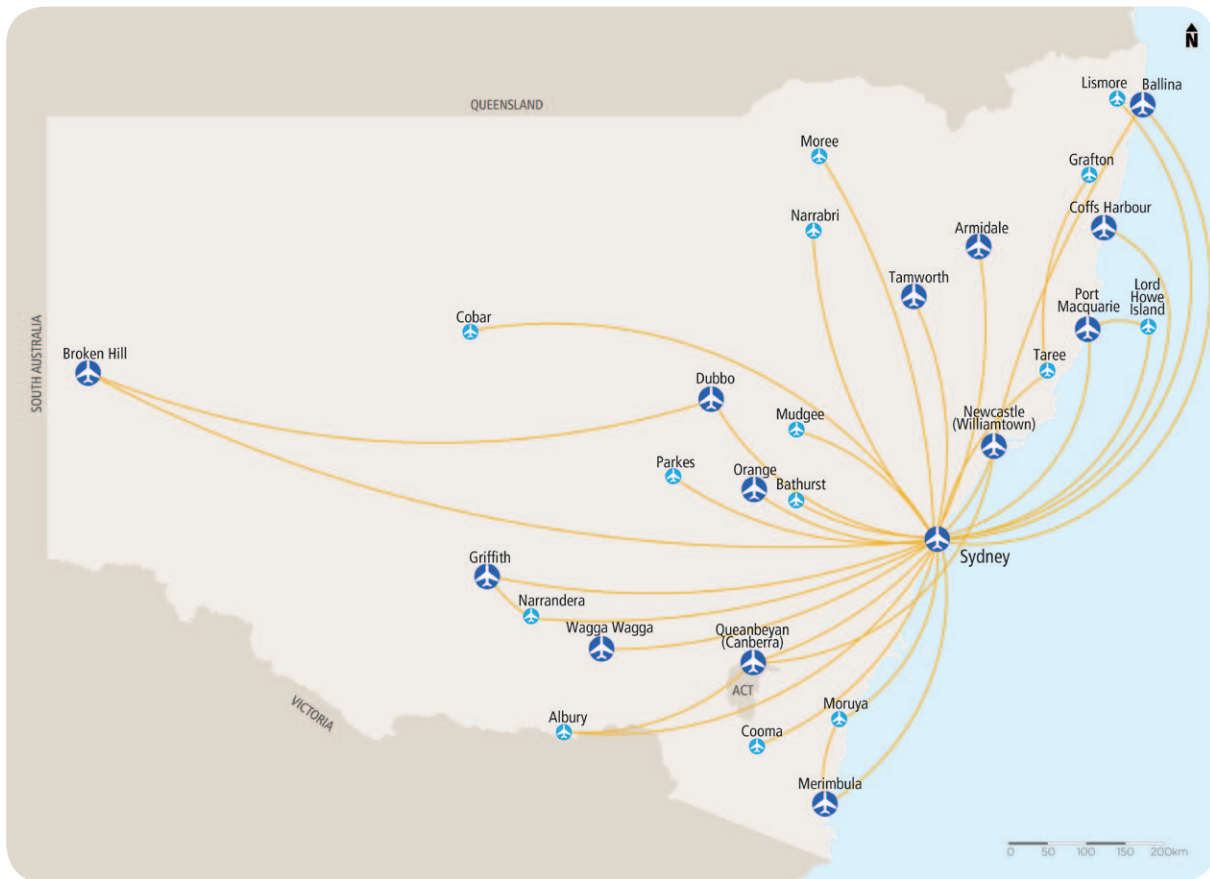 N
QUEENSLAND
SOUTH AUSTRALIA
VICTORIA
Lismore
Ballina
Moree
Grafton
Narrabri
Coffs Harbour
Armidale
Tamworth
Lord
Howe
Island
Port
Macquarie
Cobar
Broken Hill
Taree
Dubbo
Mudgee
Newcastle
(Williamtown)
Parkes
Orange
Bathurst
Sydney
Griffith
Narrandera
Wagga Wagga
Queanbeyan
(Canberra)
ACT
Moruya
Albury
Cooma
Merimbula
0 50 100 150 200km